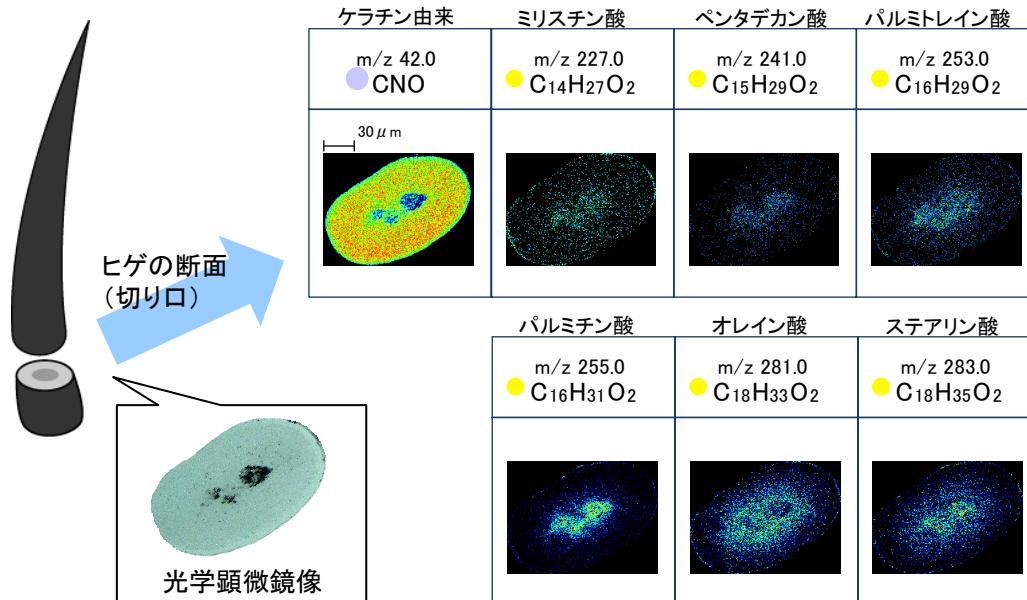 ケラチン由来
ミリスチン酸
ペンタデカン酸
パルミトレイン酸
m/z 42.0
CNO
m/z 227.0
C14H27O2
m/z 241.0
C15H29O2
m/z 253.0
C16H29O2
30μm
ヒゲの断面
(切り口)
パルミチン酸
オレイン酸
ステアリン酸
m/z 255.0
C16H31O2
m/z 281.0
C18H33O2
m/z 283.0
C18H35O2
光学顕微鏡像